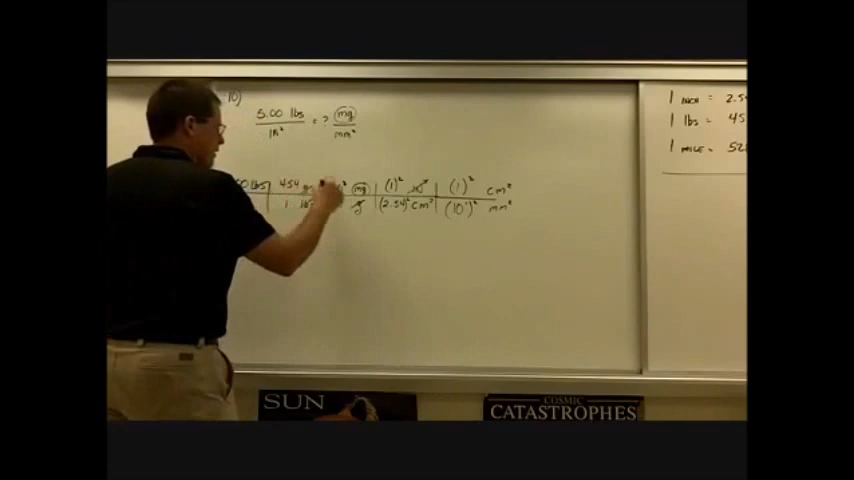 10)
5.00 lbs
IN² = ? mg
mm²
lbs 454 mg (1)² (1)² cm²
1 g (2.54)² cm² (10¹)² mm²
1 INCH = 2.5
1 lbs = 45
1 MILE = 52
SUN
COSMIC
CATASTROPHES